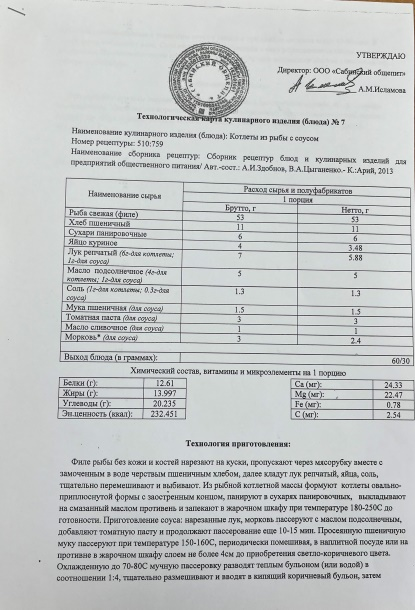 УТВЕРЖДАЮ
Директор: ООО «Сабинский общепит»
А.М.Исламова
Технологическая карта кулинарного изделия (блюда) № 7
Наименование кулинарного изделия (блюда): Котлеты из рыбы с соусом
Номер рецептуры: 510:759
Наименование сборника рецептур: Сборник рецептур блюд и кулинарных изделий для
предприятий общественного питания/ Авт.-сост.: А.И.Здобнов, В.А.Цыганенко.- К.:Арий, 2013
Наименование сырья Расход сырья и полуфабрикатов
1 порция
Брутто, г. Нетто, г.
Рыба свежая (филе) 53 53
Хлеб пшеничный 11 11
Сухари панировочные 6 6
Яйцо куриное 4 3.48
Лук репчатый (6г-для котлеты; 1г-для соуса) 7 5.88
Масло подсолнечное (4г-для котлеты; 1г-для соуса) 5 5
Соль (1г-для котлеты; 0.3г-для соуса) 1.3 1.3
Мука пшеничная (для соуса) 1.5 1.5
Томатная паста (для соуса) 3 3
Масло сливочное (для соуса) 1 1
Морковь* (для соуса) 3 2.4
Выход блюда (в граммах): 60/30
Химический состав, витамины и микроэлементы на 1 порцию
Белки (г): 12.61 Ca (мг): 24.33
Жиры (г): 13.997 Mg (мг): 22.47
Углеводы (г): 20.235 Fe (мг): 0.78
Эн.ценность (ккал): 232.451 C (мг): 2.54
Технология приготовления:
Филе рыбы без кожи и костей нарезают на куски, пропускают через мясорубку вместе с
замоченным в воде черствым пшеничным хлебом, далее кладут лук репчатый, яйца, соль,
тщательно перемешивают и выбивают. Из рыбной котлетной массы формуют котлеты овально-
приплюснутой формы с заостренным концом, панируют в сухарях панировочных, выкладывают
на смазанный маслом противень и запекают в жарочном шкафу при температуре 180-250С до
готовности. Приготовление соуса: нарезанные лук, морковь пассеруют с маслом подсолнечным,
добавляют томатную пасту и продолжают пассерование еще 10-15 мин. Просеянную пшеничную
муку пассеруют при температуре 150-160С, периодически помешивая, в наплитной посуде или на
противне в жарочном шкафу слоем не более 4см до приобретения светло-коричневого цвета.
Охлажденную до 70-80С мучную пассеровку разводят теплым бульоном (или водой) в
соотношении 1:4, тщательно размешивают и вводят в кипящий коричневый бульон, затем